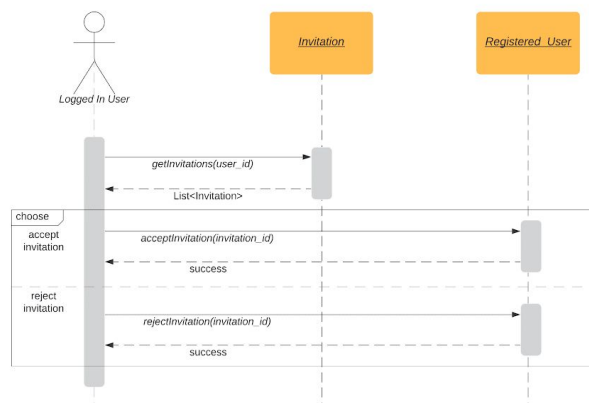 Invitation
Registered_User
Logged In User
getInvitations(user_id)
List<Invitation>
choose
accept
invitation
acceptInvitation(invitation_id)
success
reject
invitation
rejectInvitation(invitation_id)
success